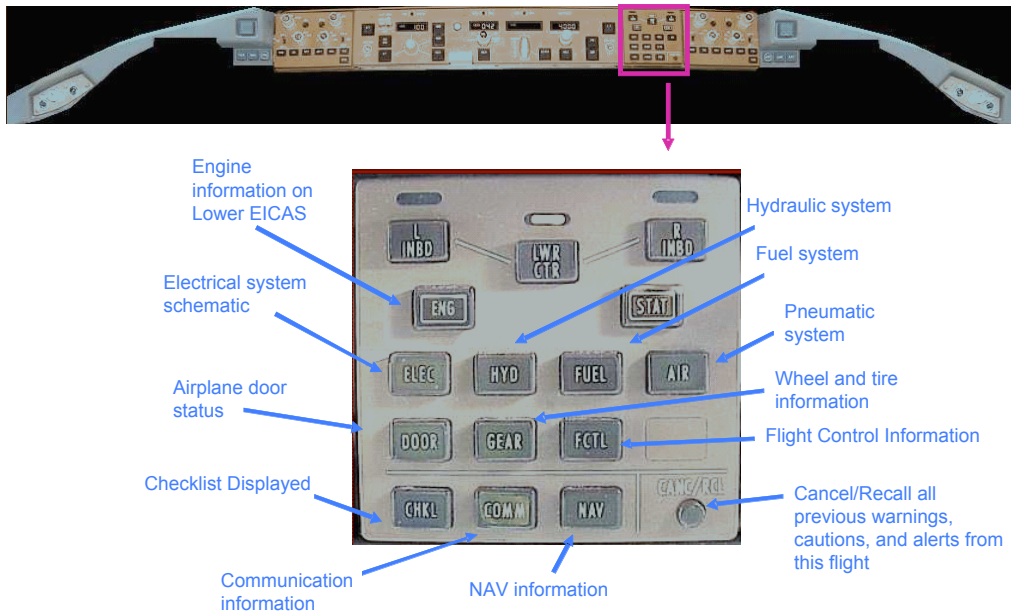 100
042
4000
Engine
information on
Lower EICAS
Hydraulic system
Fuel system
Electrical system
schematic
Pneumatic
system
Airplane door
status
Wheel and tire
information
Flight Control Information
Checklist Displayed
Cancel/Recall all
previous warnings,
cautions, and alerts from
this flight
Communication
information
NAV information
L
INBD
R
INBD
LWR
CTR
ENG
STAT
ELEC
HYD
FUEL
AIR
DOOR
GEAR
FCTL
CANC/RCL
CHKL
COMM
NAV